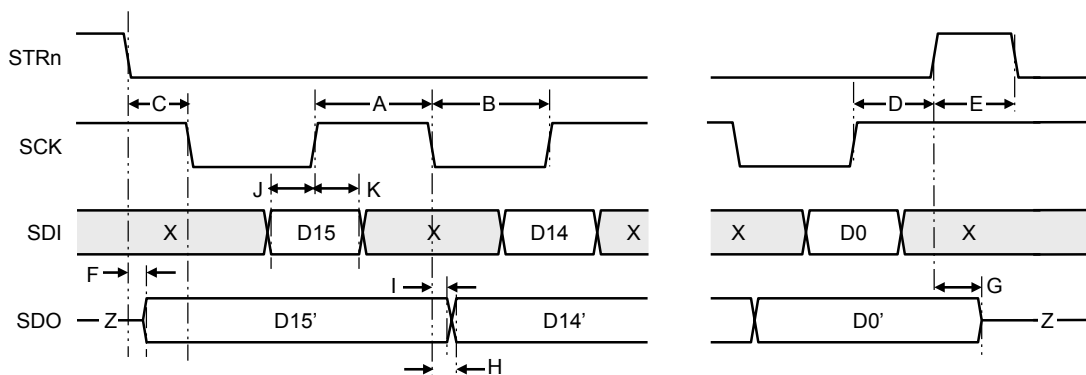 STRn
C A B D E
SCK
J K
SDI X D15 X D14 X X D0 X
F I G
SDO Z D15’ D14’ D0’ Z
H